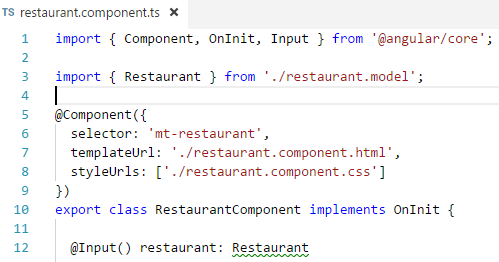 TS restaurant.component.ts ×
1 import { Component, OnInit, Input } from '@angular/core';
2
3 import { Restaurant } from './restaurant.model';
4
5 @Component({
6 selector: 'mt-restaurant',
7 templateUrl: './restaurant.component.html',
8 styleUrls: ['./restaurant.component.css']
9 })
10 export class RestaurantComponent implements OnInit {
11
12 @Input() restaurant: Restaurant